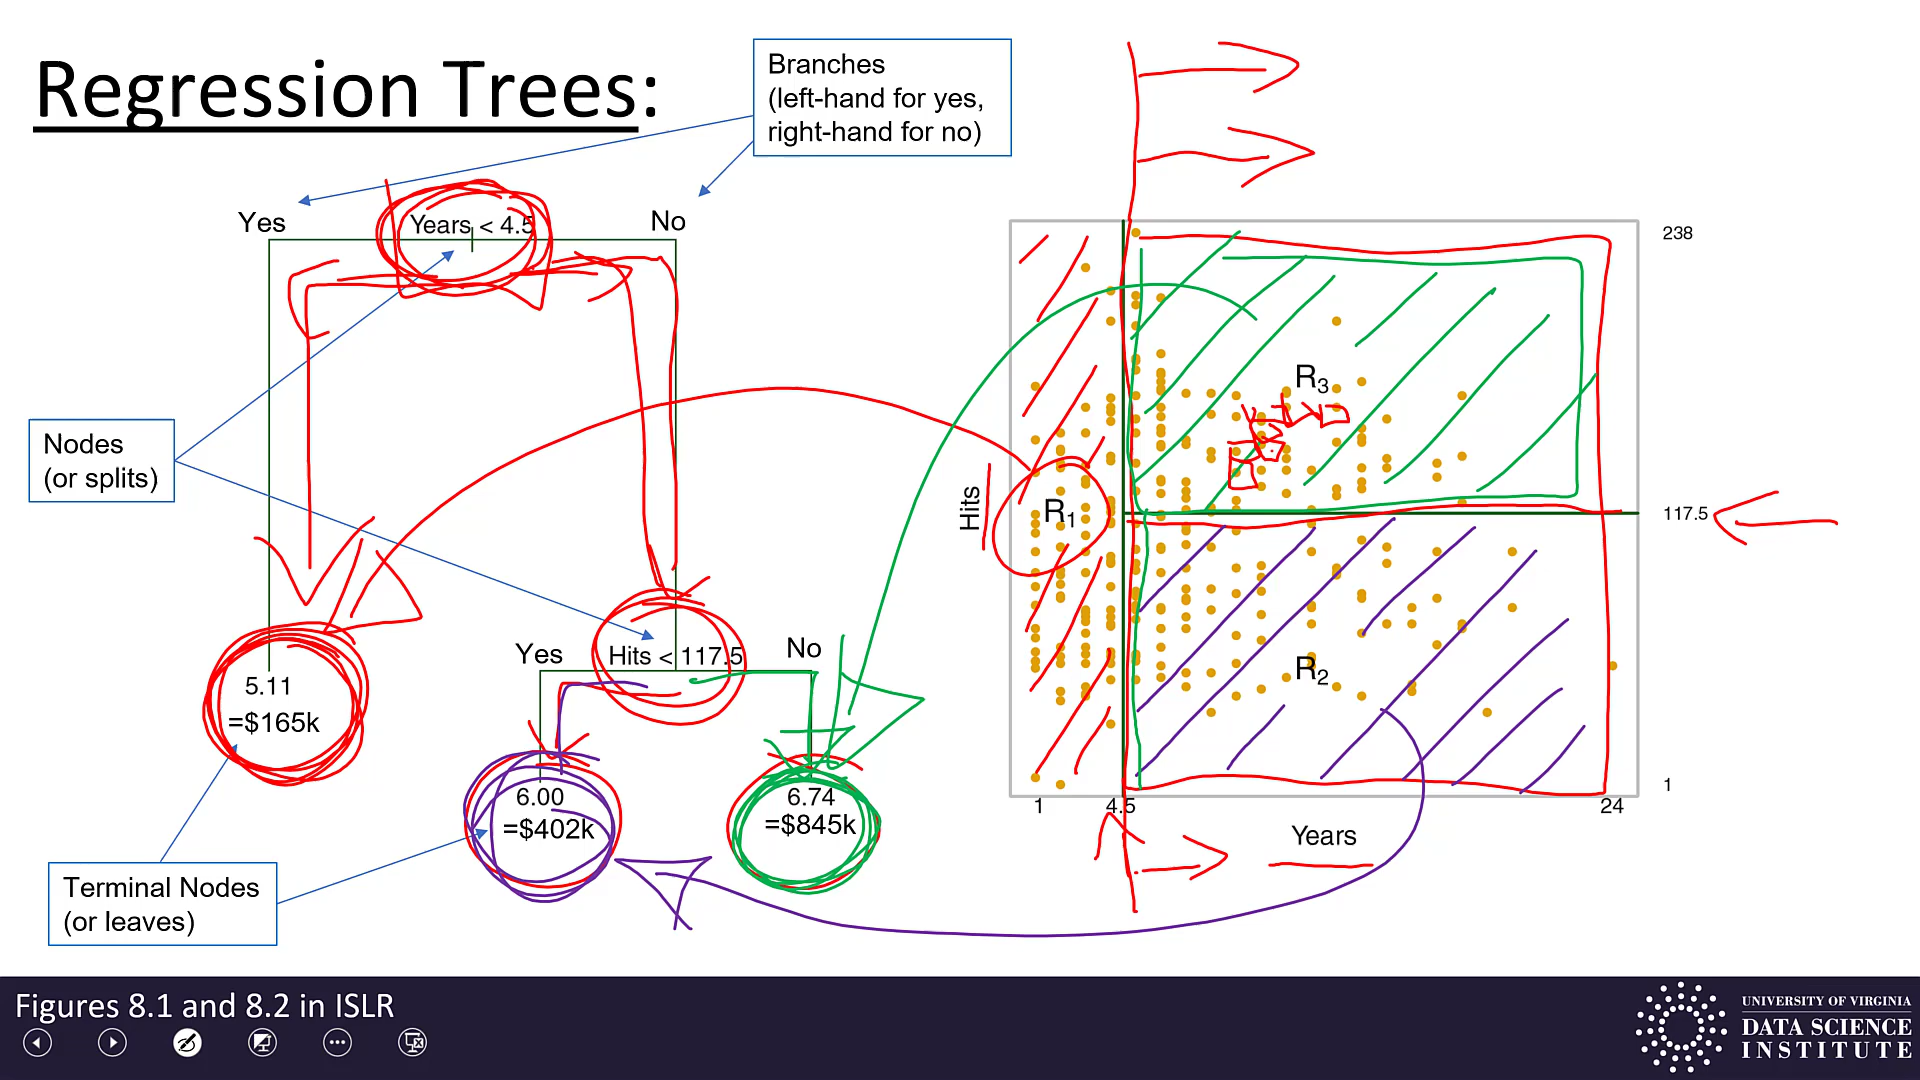 Regression Trees:
Branches
(left-hand for yes,
right-hand for no)
Yes
Years < 4.5
No
Nodes
(or splits)
Yes
Hits < 117.5
No
5.11
=$165k
6.00
=$402k
6.74
=$845k
Terminal Nodes
(or leaves)
Hits
R1
R3
R2
238
117.5
1
1
4.5
24
Years
Figures 8.1 and 8.2 in ISLR
UNIVERSITY OF VIRGINIA
DATA SCIENCE
INSTITUTE